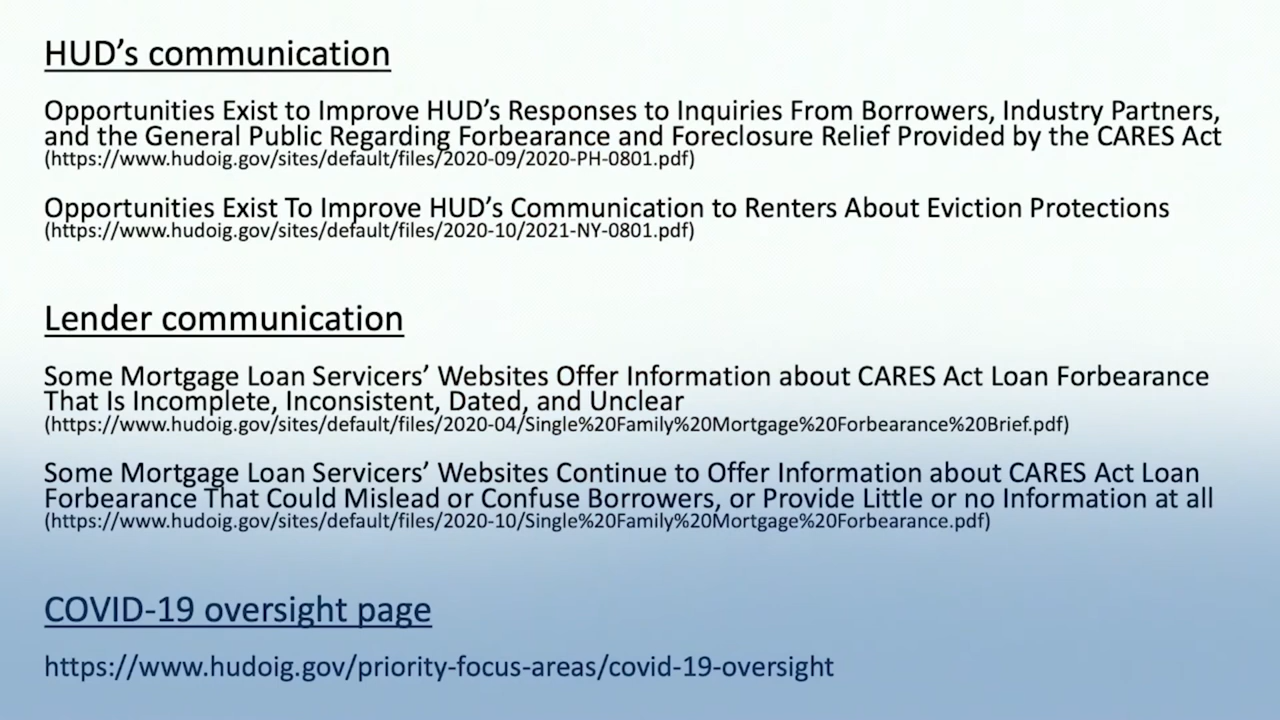 HUD’s communication
Opportunities Exist to Improve HUD’s Responses to Inquiries From Borrowers, Industry Partners,
and the General Public Regarding Forbearance and Foreclosure Relief Provided by the CARES Act
(https://www.hudoig.gov/sites/default/files/2020-09/2020-PH-0801.pdf)
Opportunities Exist To Improve HUD’s Communication to Renters About Eviction Protections
(https://www.hudoig.gov/sites/default/files/2020-10/2021-NY-0801.pdf)
Lender communication
Some Mortgage Loan Servicers’ Websites Offer Information about CARES Act Loan Forbearance
That Is Incomplete, Inconsistent, Dated, and Unclear
(https://www.hudoig.gov/sites/default/files/2020-04/Single%20Family%20Mortgage%20Forbearance%20Brief.pdf)
Some Mortgage Loan Servicers’ Websites Continue to Offer Information about CARES Act Loan
Forbearance That Could Mislead or Confuse Borrowers, or Provide Little or no Information at all
(https://www.hudoig.gov/sites/default/files/2020-10/Single%20Family%20Mortgage%20Forbearance.pdf)
COVID-19 oversight page
https://www.hudoig.gov/priority-focus-areas/covid-19-oversight